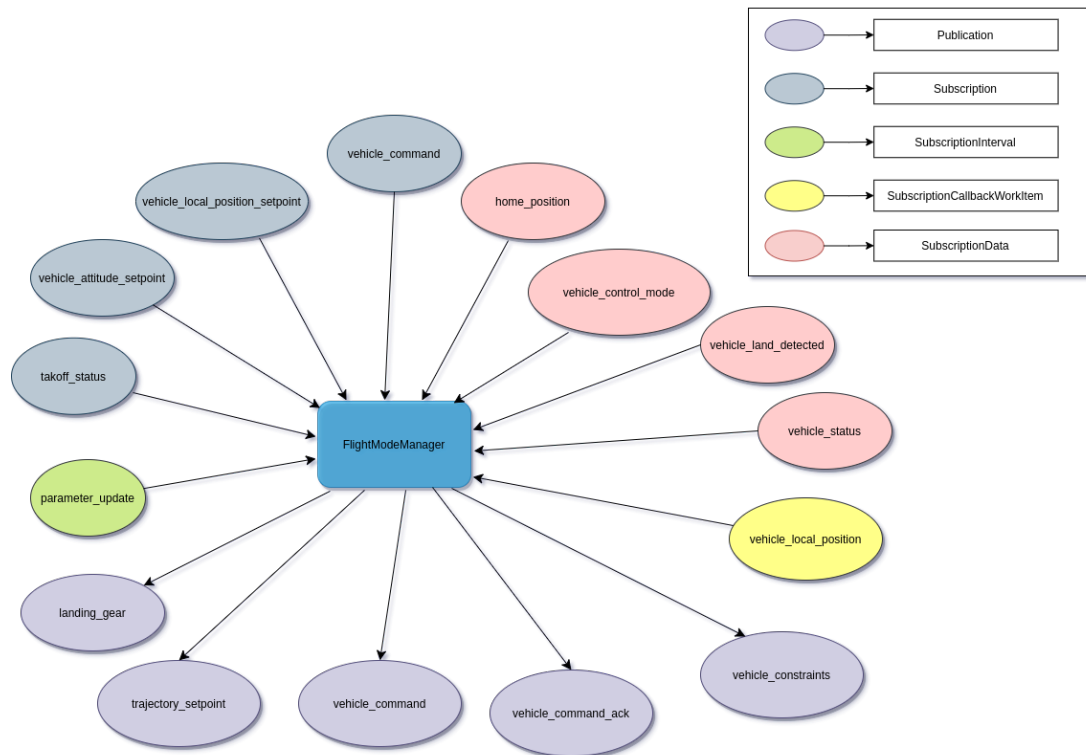 Publication
Subscription
SubscriptionInterval
SubscriptionCallbackWorkItem
SubscriptionData
vehicle_command
vehicle_local_position_setpoint
home_position
vehicle_attitude_setpoint
vehicle_control_mode
vehicle_land_detected
takoff_status
vehicle_status
FlightModeManager
parameter_update
vehicle_local_position
landing_gear
trajectory_setpoint
vehicle_command
vehicle_command_ack
vehicle_constraints